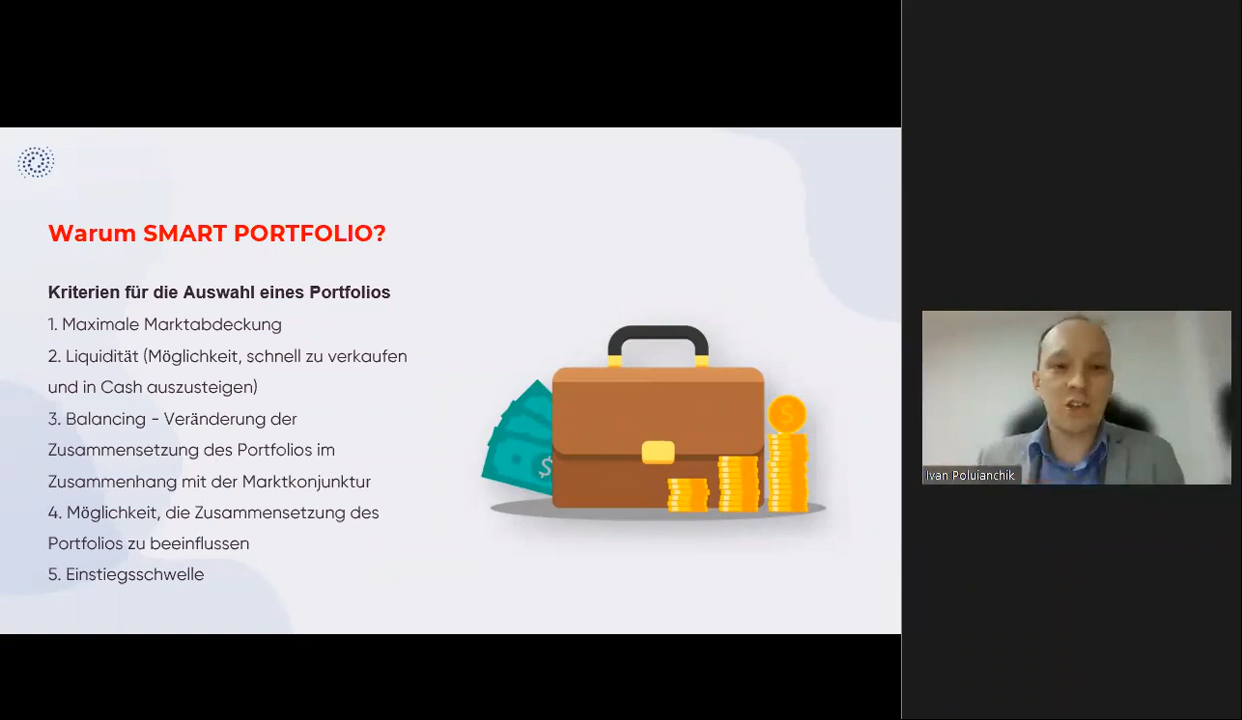 Warum SMART PORTFOLIO?
Kriterien für die Auswahl eines Portfolios
1. Maximale Marktabdeckung
2. Liquidität (Möglichkeit, schnell zu verkaufen
und in Cash auszusteigen)
3. Balancing - Veränderung der
Zusammensetzung des Portfolios im
Zusammenhang mit der Marktkonjunktur
4. Möglichkeit, die Zusammensetzung des
Portfolios zu beeinflussen
5. Einstiegsschwelle
$
$
Ivan Poluianchik